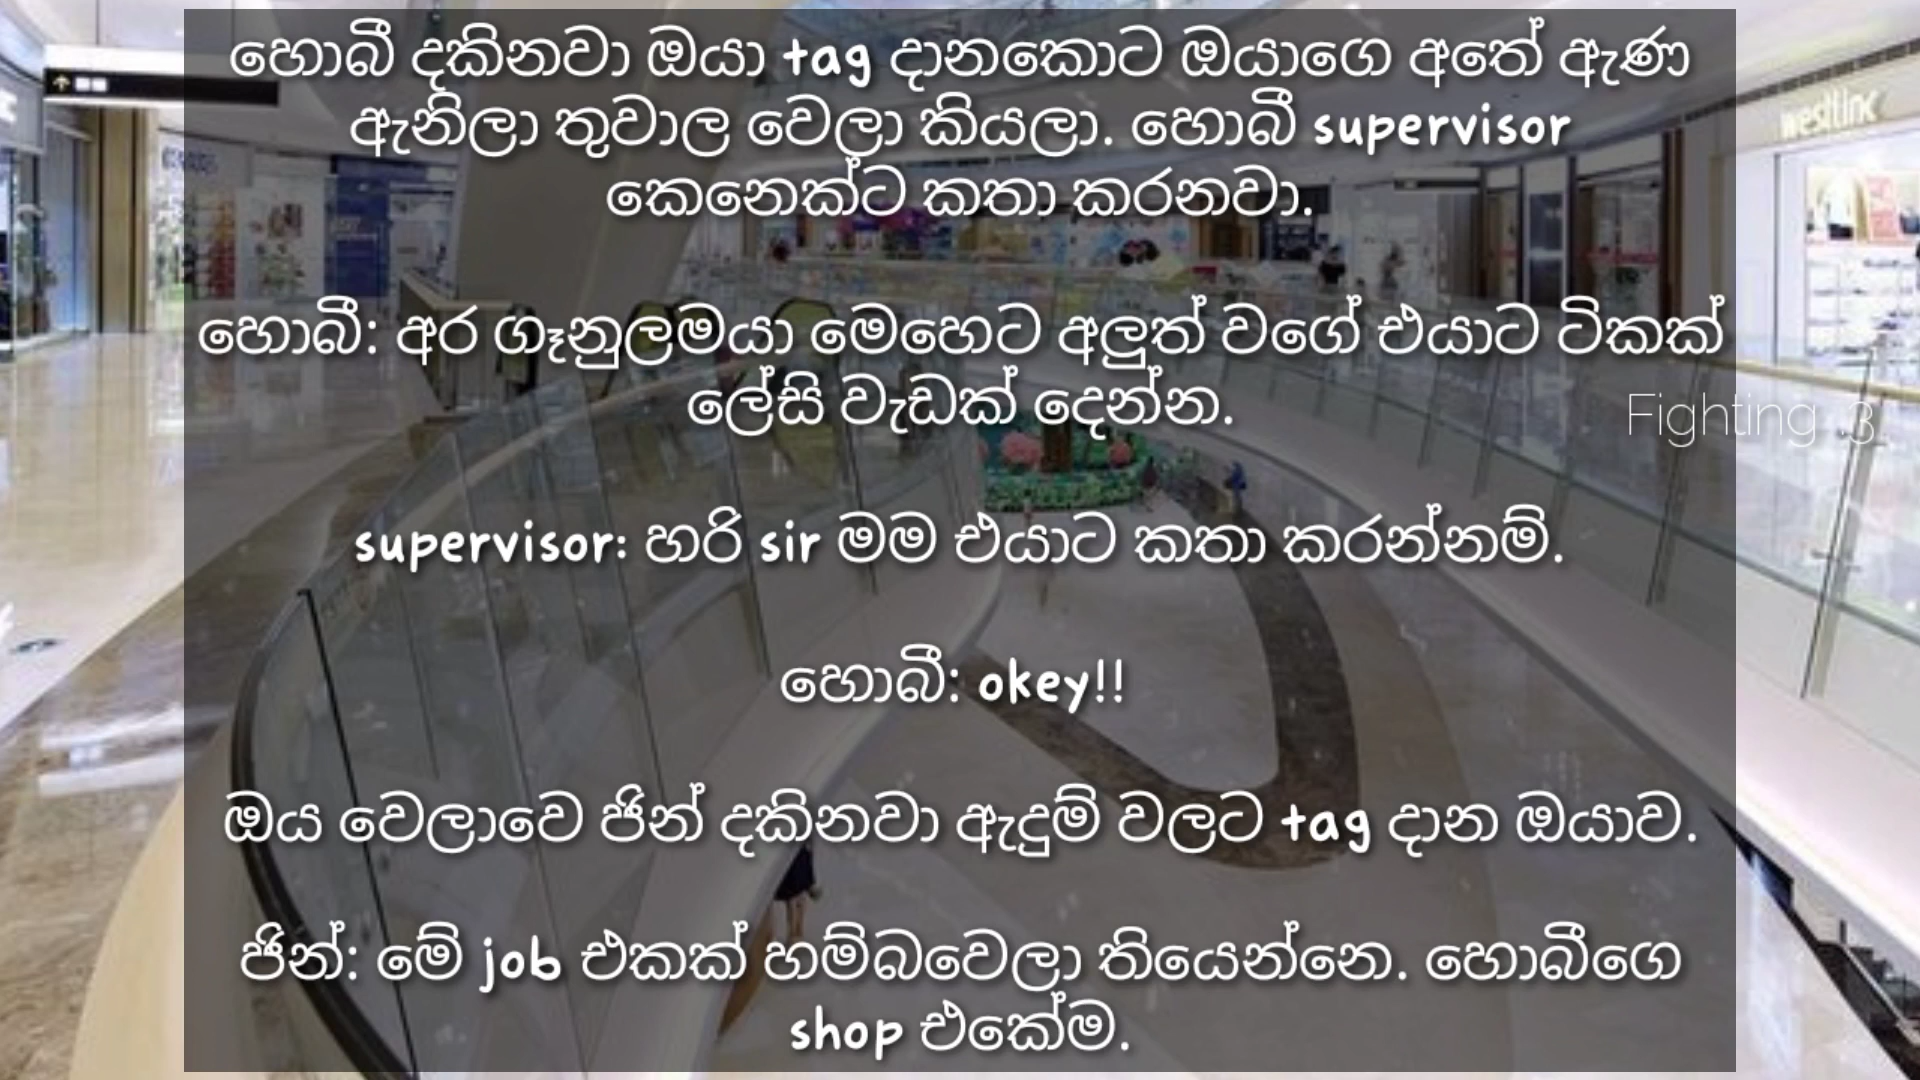 හොබී දකිනවා ඔයා tag දානකොට ඔයාගෙ අතේ ඇණ
ඇනිලා තුවාල වෙලා කියලා. හොබී supervisor
කෙනෙක්ට කතා කරනවා.
හොබී: අර ගෑනුලමයා මෙහෙට අලුත් වගේ එයාට ටිකක්
ලේසි වැඩක් දෙන්න.
Fighting :3
supervisor: හරි sir මම එයාට කතා කරන්නම්.
හොබී: okey!!
ඔය වෙලාවෙ ජින් දකිනවා ඇදුම් වලට tag දාන ඔයාව.
ජින්: මේ job එකක් හම්බවෙලා තියෙන්නෙ. හොබීගෙ
shop එකේම.